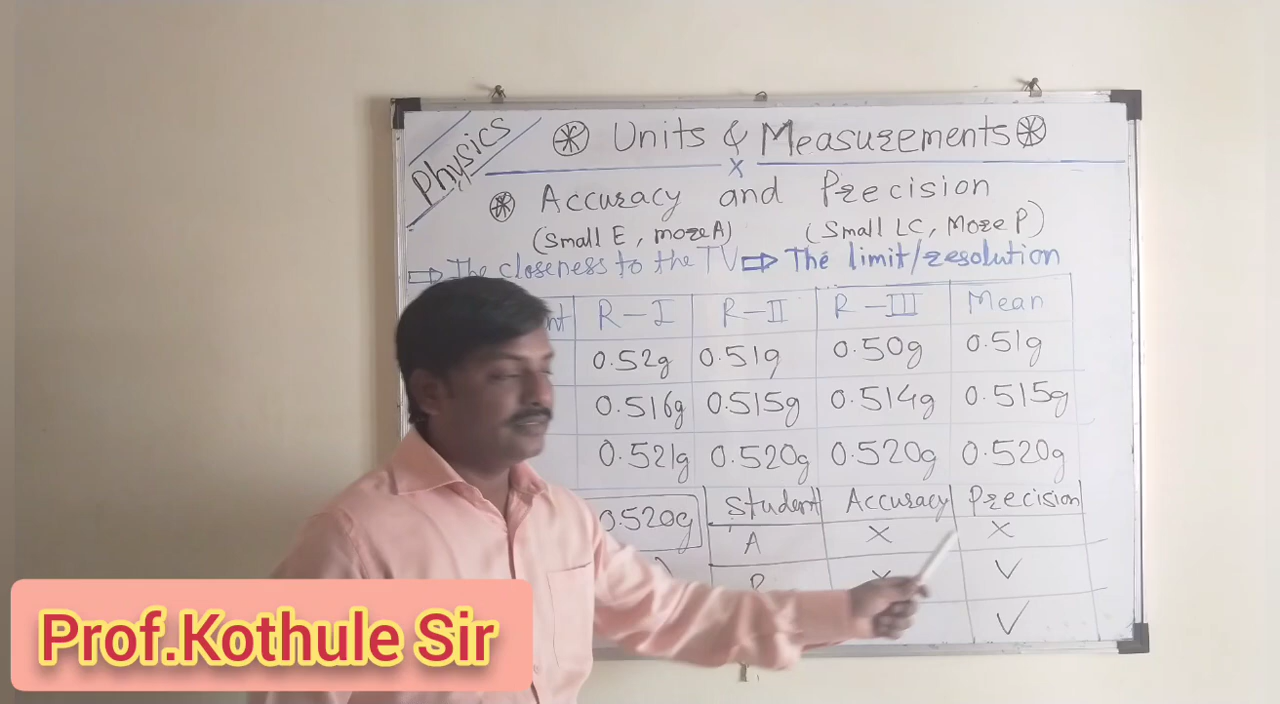 Physics
Units & Measurements
x
Accuracy and Precision
(Small E, more A) (Small LC, More P)
⇨ The closeness to the TV ⇨ The limit/resolution
R-I R-II R-III Mean
0.52g 0.51g 0.50g 0.51g
0.516g 0.515g 0.514g 0.515g
0.521g 0.520g 0.520g 0.520g
0.520g Student Accuracy Precision
A X X
V
V
Prof.Kothule Sir